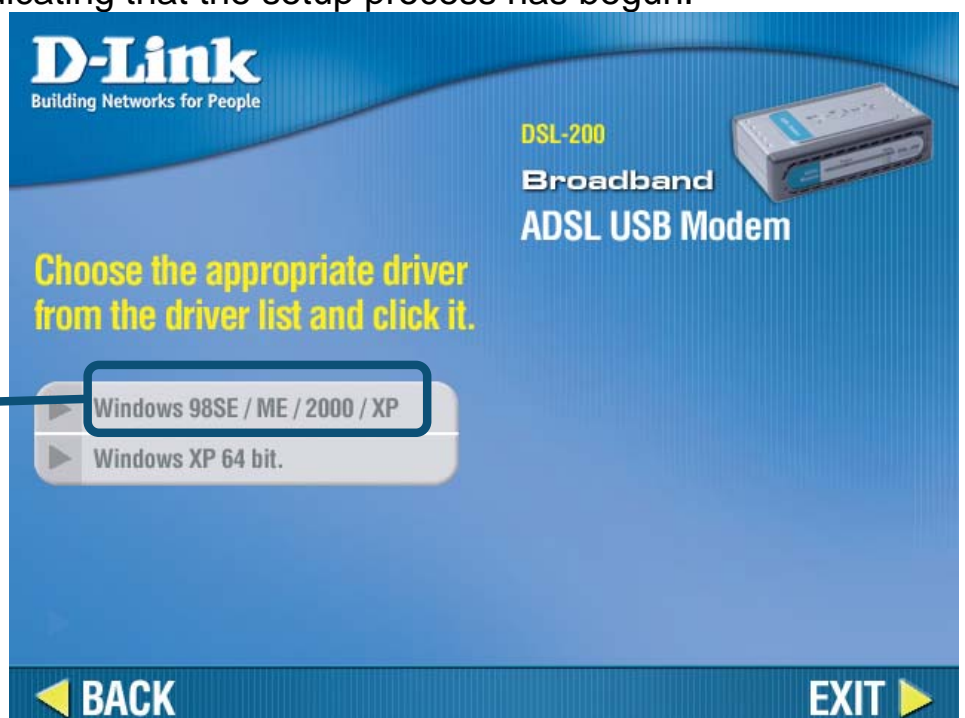 dicating that the setup process has begun.
D-Link
Building Networks for People
DSL-200
Broadband
ADSL USB Modem
Choose the appropriate driver
from the driver list and click it.
Windows 98SE / ME / 2000 / XP
Windows XP 64 bit.
BACK
EXIT